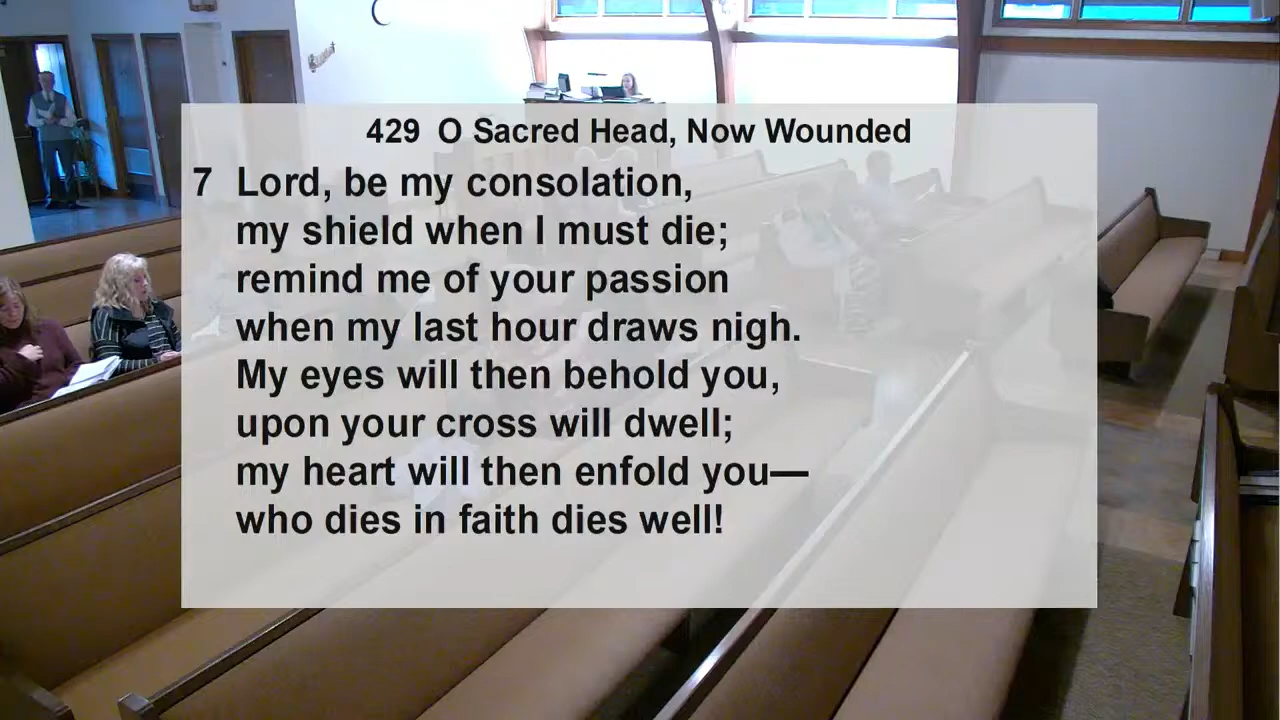 429 O Sacred Head, Now Wounded
7 Lord, be my consolation,
my shield when I must die;
remind me of your passion
when my last hour draws nigh.
My eyes will then behold you,
upon your cross will dwell;
my heart will then enfold you—
who dies in faith dies well!